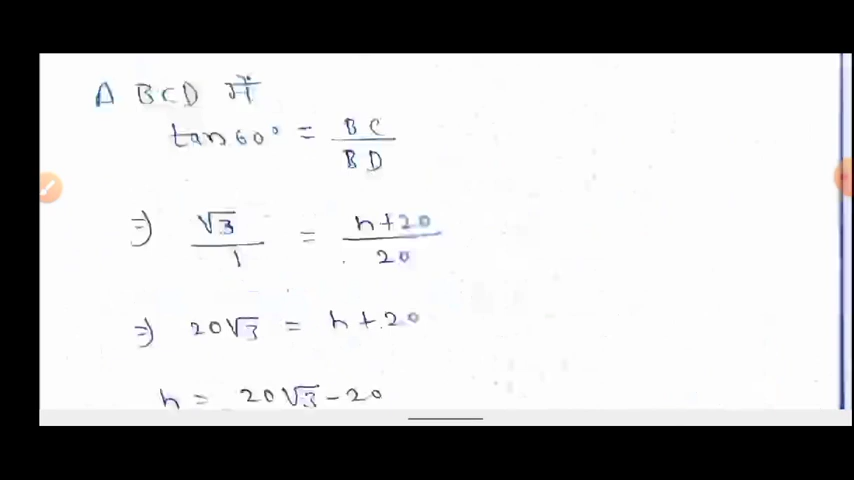 Δ BCD में
tan 60° = BC / BD
⇒ √3 / 1 = h+20 / 20
⇒ 20√3 = h + 20
h = 20√3 - 20